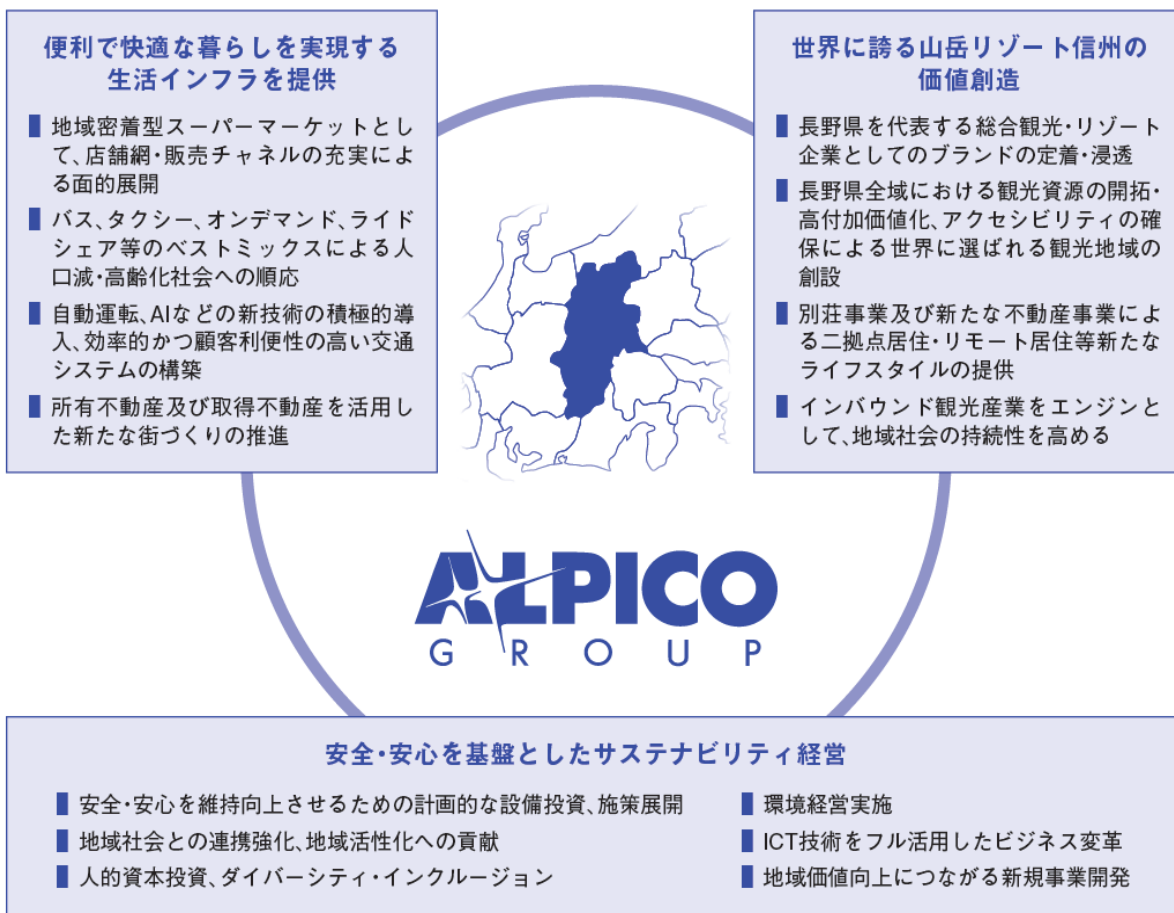 便利で快適な暮らしを実現する
生活インフラを提供
地域密着型スーパーマーケットとし
て、店舗網・販売チャネルの充実によ
る面的展開
バス、タクシー、オンデマンド、ライド
シェア等のベストミックスによる人
口減・高齢化社会への順応
自動運転、AIなどの新技術の積極的導
入、効率的かつ顧客利便性の高い交通
システムの構築
所有不動産及び取得不動産を活用し
た新たな街づくりの推進
世界に誇る山岳リゾート信州の
価値創造
長野県を代表する総合観光・リゾート
企業としてのブランドの定着・浸透
長野県全域における観光資源の開拓・
高付加価値化、アクセシビリティの確
保による世界に選ばれる観光地域の
創設
別荘事業及び新たな不動産事業によ
る二拠点居住・リモート居住等新たな
ライフスタイルの提供
インバウンド観光産業をエンジンと
して、地域社会の持続性を高める
ALPICO
GROUP
安全・安心を基盤としたサステナビリティ経営
安全・安心を維持向上させるための計画的な設備投資、施策展開
地域社会との連携強化、地域活性化への貢献
人的資本投資、ダイバーシティ・インクルージョン
環境経営実施
ICT技術をフル活用したビジネス変革
地域価値向上につながる新規事業開発